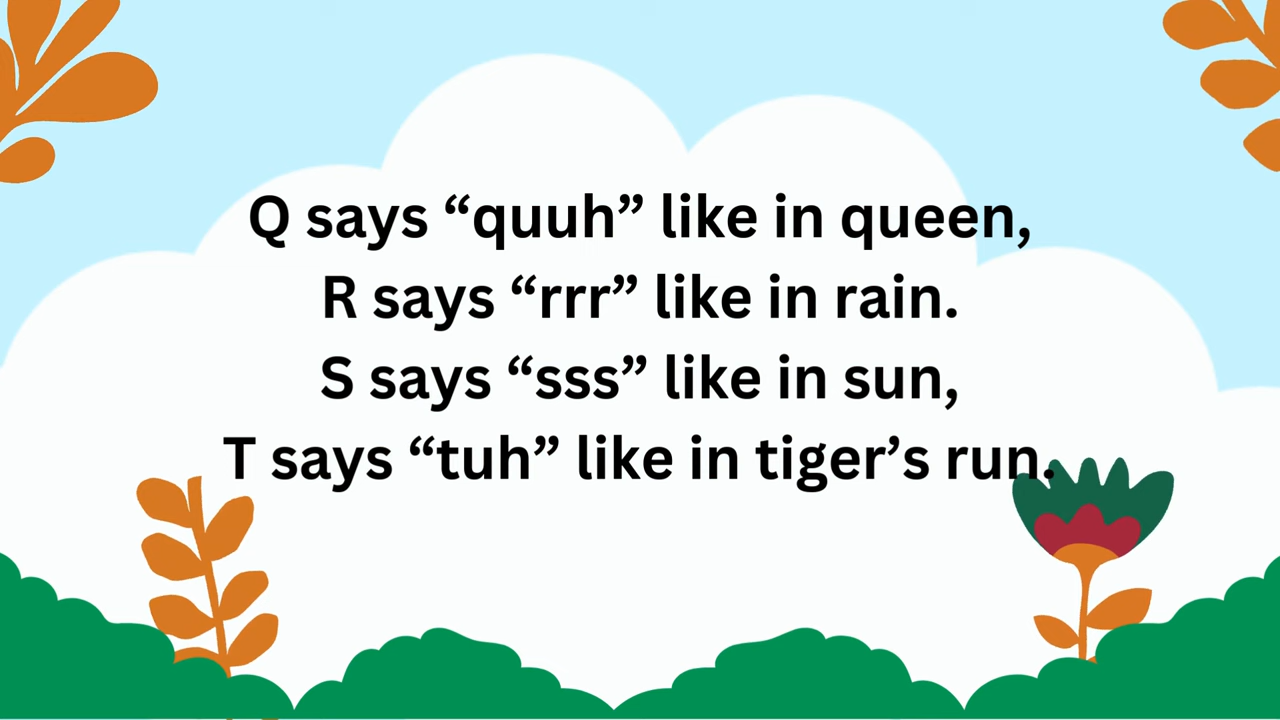 Q says “quuh” like in queen,
R says “rrr” like in rain.
S says “sss” like in sun,
T says “tuh” like in tiger’s run.